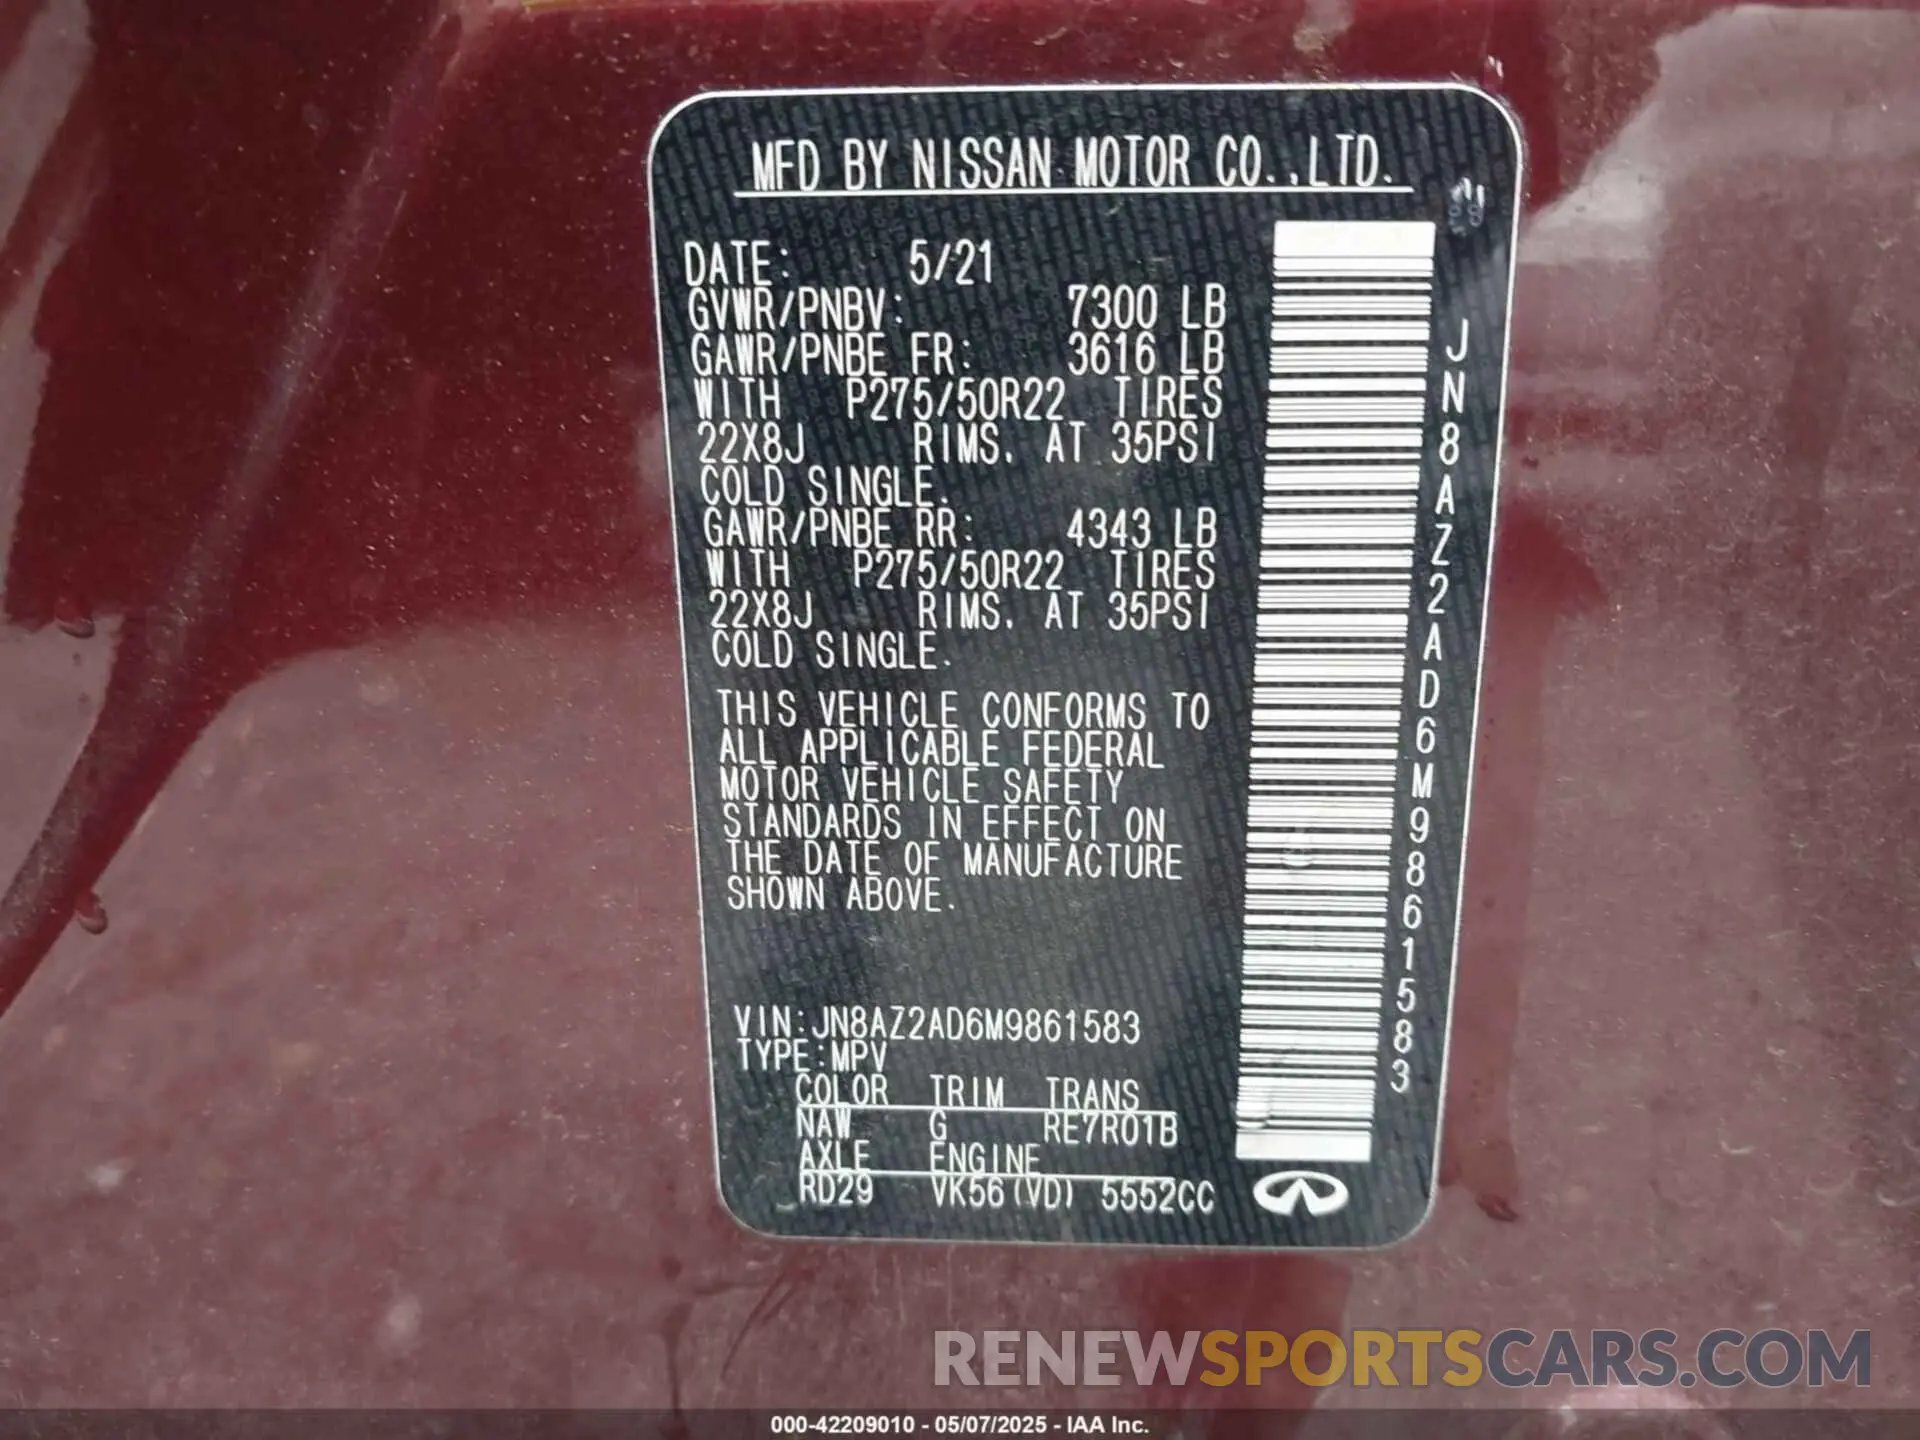 MFD BY NISSAN MOTOR CO.,LTD.
DATE: 5/21
GVWR/PNBV: 7300 LB
GAWR/PNBE FR: 3616 LB
WITH P275/50R22 TIRES
22X8J RIMS. AT 35PSI
COLD SINGLE.
GAWR/PNBE RR: 4343 LB
WITH P275/50R22 TIRES
22X8J RIMS. AT 35PSI
COLD SINGLE.
THIS VEHICLE CONFORMS TO
ALL APPLICABLE FEDERAL
MOTOR VEHICLE SAFETY
STANDARDS IN EFFECT ON
THE DATE OF MANUFACTURE
SHOWN ABOVE.
VIN:JN8AZ2AD6M9861583
TYPE:MPV
COLOR TRIM TRANS
NAW G RE7R01B
AXLE ENGINE
RD29 VK56(VD) 5552CC
JN8AZ2AD6M9861583
RENEWSPORTSCARS.COM
000-42209010 - 05/07/2025 - IAA Inc.